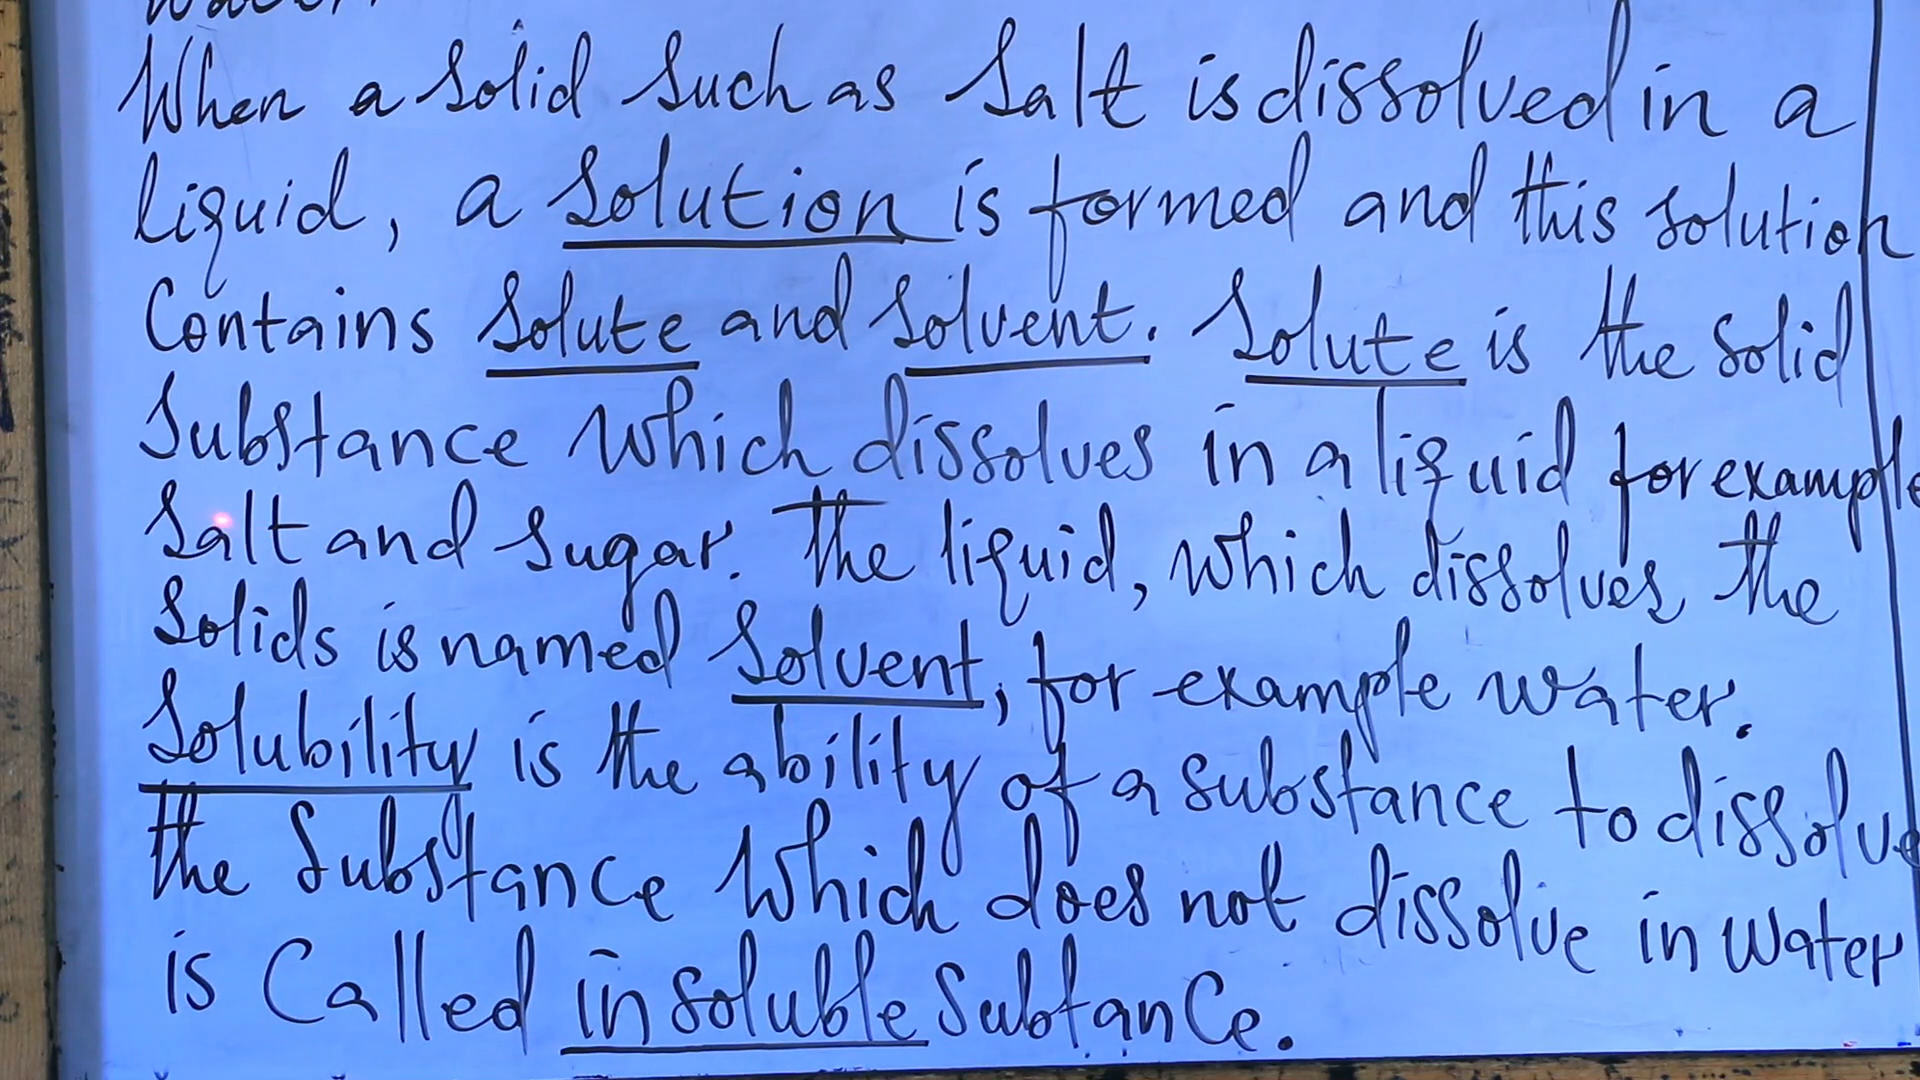 water.
When a solid such as salt is dissolved in a
liquid, a solution is formed and this solution
Contains solute and solvent. Solute is the solid
Substance which dissolves in a liquid for example
Salt and sugar. The liquid, which dissolves the
Solids is named Solvent, for example water.
Solubility is the ability of a substance to dissolve
the substance which does not dissolve in water
is Called insoluble Subtance.